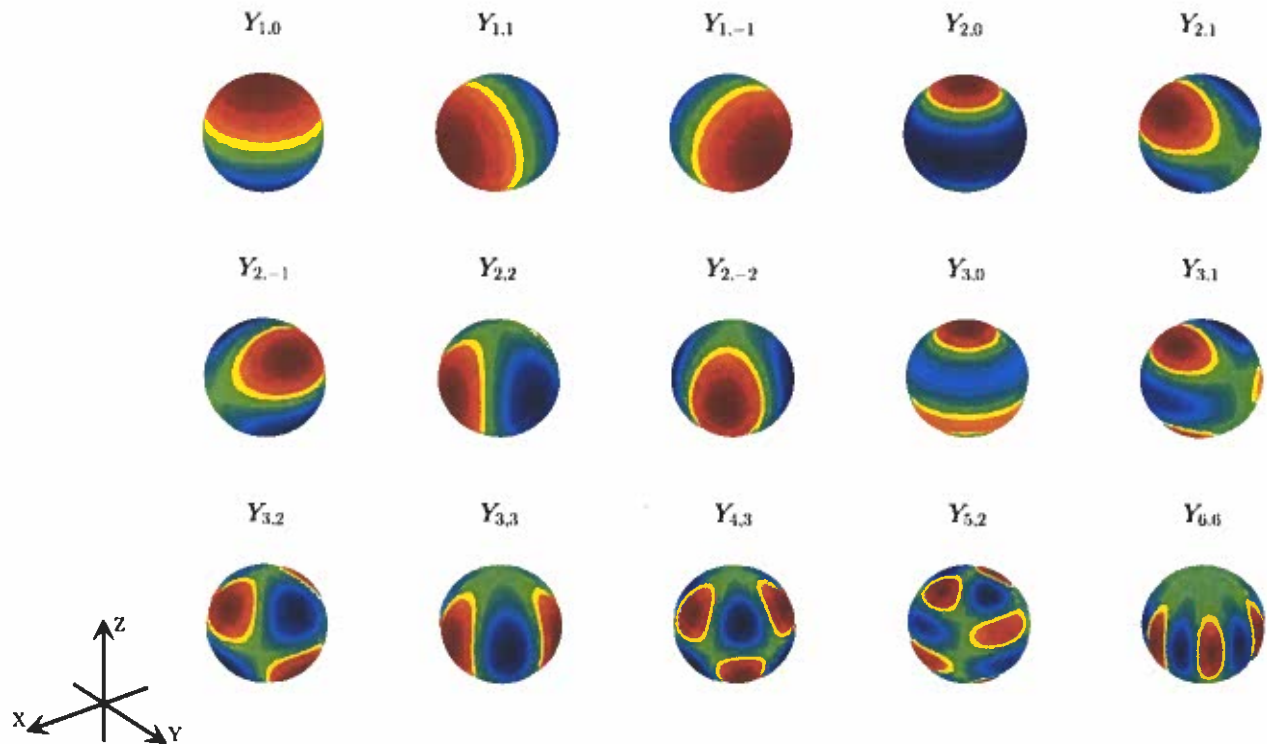 Y1,0 Y1,1 Y1,−1 Y2,0 Y2,1
Y2,−1 Y2,2 Y2,−2 Y3,0 Y3,1
Y3,2 Y3,3 Y4,3 Y5,2 Y6,6
Z
X
Y